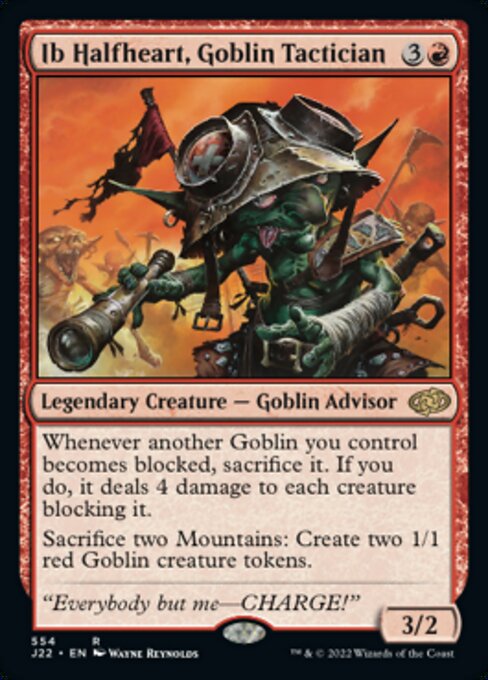 Ib Halfheart, Goblin Tactician 3
Legendary Creature — Goblin Advisor
Whenever another Goblin you control
becomes blocked, sacrifice it. If you
do, it deals 4 damage to each creature
blocking it.
Sacrifice two Mountains: Create two 1/1
red Goblin creature tokens.
“Everybody but me—CHARGE!”
3/2
554 R
J22 • EN Wayne Reynolds
™ & © 2022 Wizards of the Coast